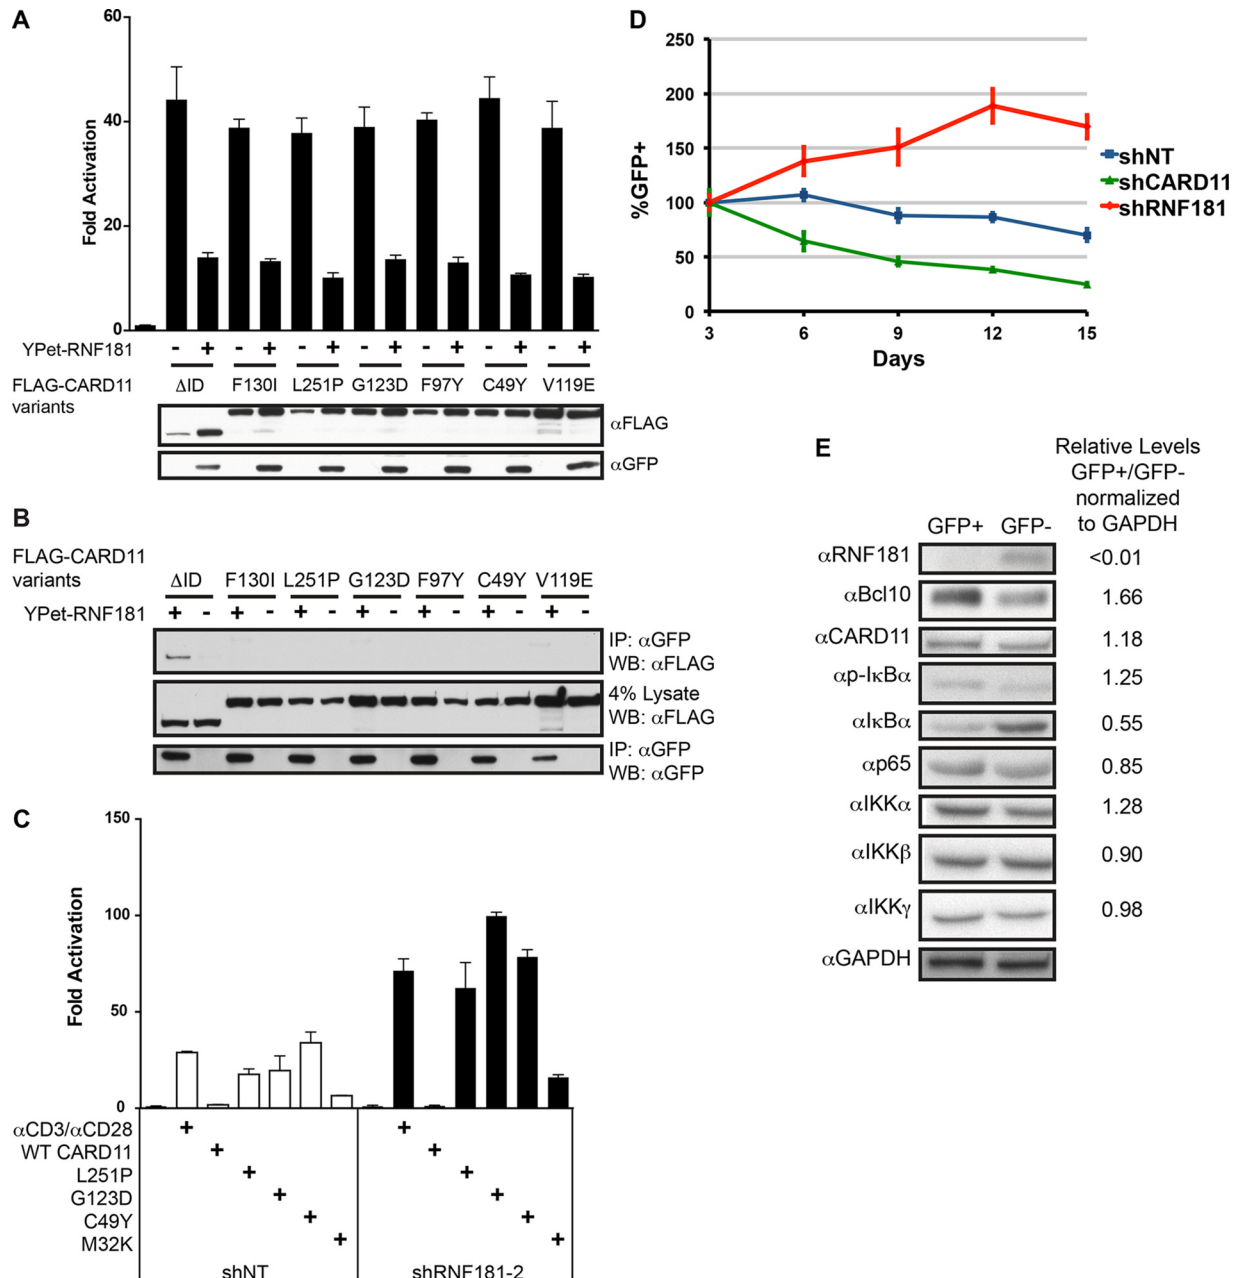 A
60
40
20
0
Fold Activation
YPet-RNF181 - + - + - + - + - + - + - +
FLAG-CARD11
variants
ΔID F130I L251P G123D F97Y C49Y V119E
αFLAG
αGFP
B
FLAG-CARD11
variants
ΔID F130I L251P G123D F97Y C49Y V119E
YPet-RNF181 + - + - + - + - + - + - + -
IP: αGFP
WB: αFLAG
4% Lysate
WB: αFLAG
IP: αGFP
WB: αGFP
C
150
100
50
0
Fold Activation
αCD3/αCD28 + +
WT CARD11 + +
L251P + +
G123D + +
C49Y + +
M32K + +
shNT shRNF181-2
D
250
200
150
100
50
0
%GFP+
3 6 9 12 15
Days
shNT
shCARD11
shRNF181
E
Relative Levels
GFP+/GFP-
normalized
to GAPDH
GFP+ GFP-
αRNF181 <0.01
αBcl10 1.66
αCARD11 1.18
αp-IκBα 1.25
αIκBα 0.55
αp65 0.85
αIKKα 1.28
αIKKβ 0.90
αIKKγ 0.98
αGAPDH